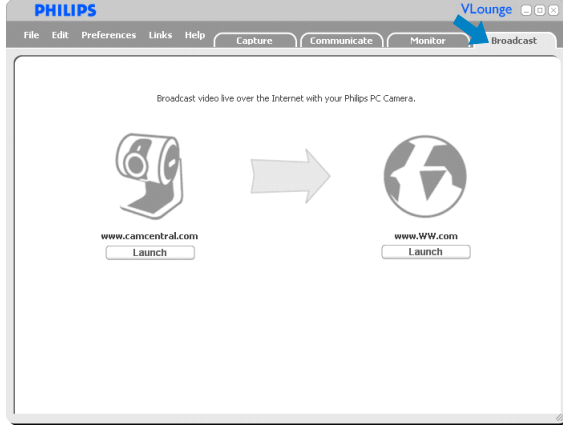 PHILIPS
VLounge
File Edit Preferences Links Help Capture Communicate Monitor Broadcast
Broadcast video live over the Internet with your Philips PC Camera.
www.camcentral.com
www.WW.com
Launch
Launch